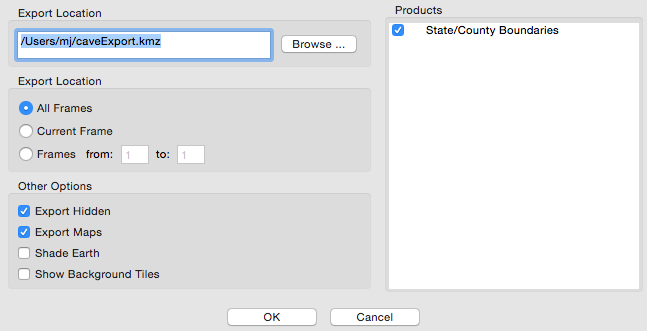 Export Location
/Users/mj/caveExport.kmz
Browse ...
Export Location
All Frames
Current Frame
Frames from: 1 to: 1
Other Options
Export Hidden
Export Maps
Shade Earth
Show Background Tiles
Products
State/County Boundaries
OK
Cancel